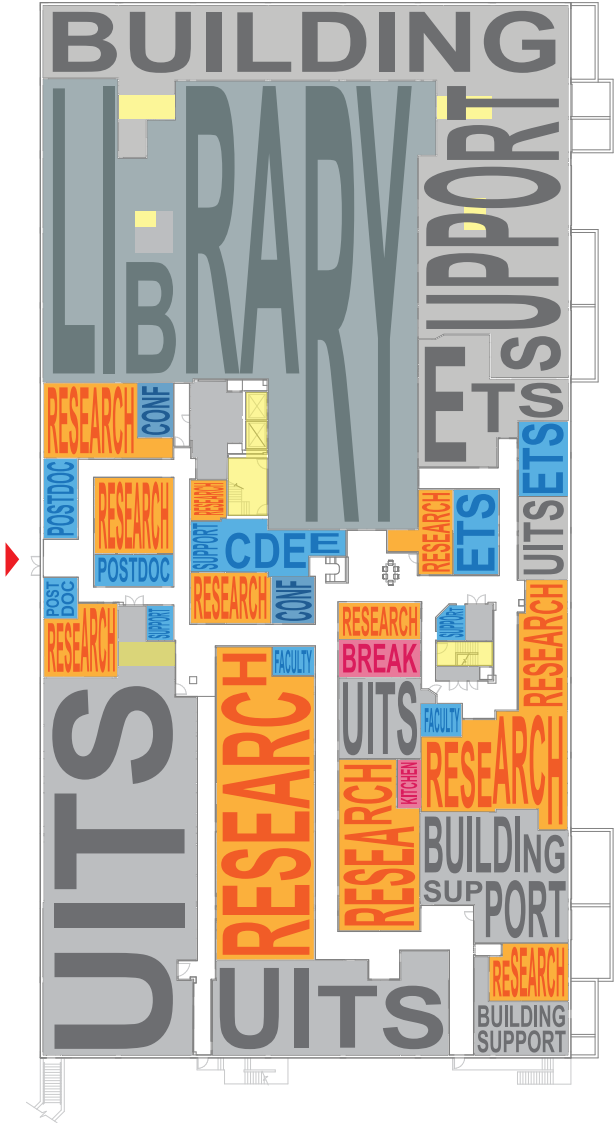 BUILDING
SUPPORT
LIBRARY
ETS
RESEARCH
CONF
ETS
POSTDOC
RESEARCH
RESEARCH
RESEARCH
ETS
UITS
SUPPORT
CDEE
POSTDOC
POST
DOC
RESEARCH
CONF
RESEARCH
SUPPORT
RESEARCH
SUPPORT
RESEARCH
BREAK
FACULTY
RESEARCH
UITS
UITS
FACULTY
RESEARCH
KITCHEN
RESEARCH
BUILDING
SUPPORT
RESEARCH
UITS
BUILDING
SUPPORT